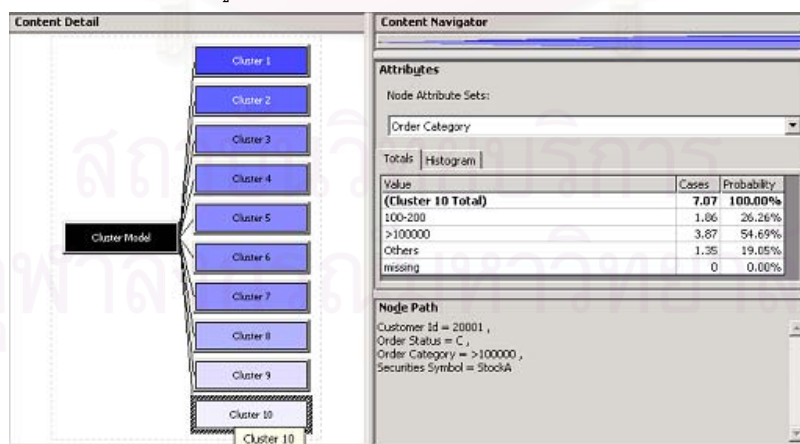 Content Detail
Cluster Model
Cluster 1
Cluster 2
Cluster 3
Cluster 4
Cluster 5
Cluster 6
Cluster 7
Cluster 8
Cluster 9
Cluster 10
Cluster 10
Content Navigator
Attributes
Node Attribute Sets:
Order Category
Totals Histogram
Value Cases Probability
(Cluster 10 Total) 7.07 100.00%
100-200 1.86 26.26%
>100000 3.87 54.69%
Others 1.35 19.05%
missing 0 0.00%
Node Path
Customer Id = 20001 ,
Order Status = C ,
Order Category = >100000 ,
Securities Symbol = StockA